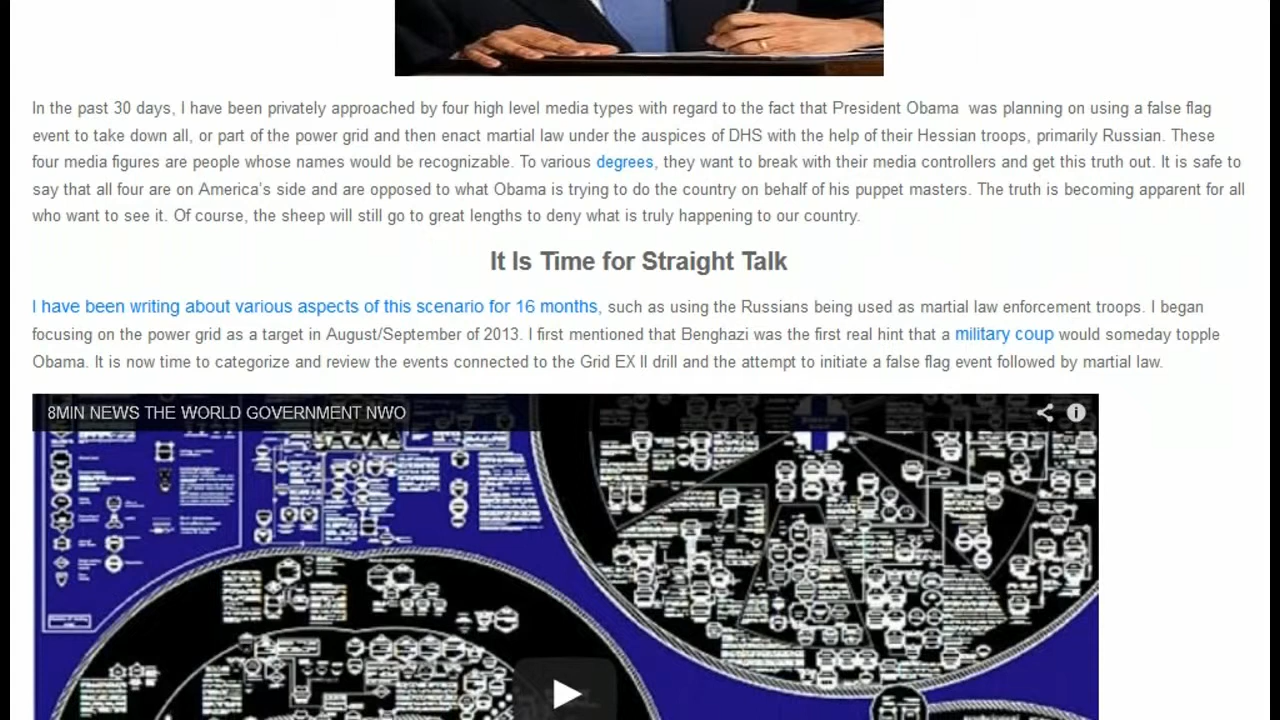 In the past 30 days, I have been privately approached by four high level media types with regard to the fact that President Obama  was planning on using a false flag
event to take down all, or part of the power grid and then enact martial law under the auspices of DHS with the help of their Hessian troops, primarily Russian. These
four media figures are people whose names would be recognizable. To various degrees, they want to break with their media controllers and get this truth out. It is safe to
say that all four are on America's side and are opposed to what Obama is trying to do the country on behalf of his puppet masters. The truth is becoming apparent for all
who want to see it. Of course, the sheep will still go to great lengths to deny what is truly happening to our country.
It Is Time for Straight Talk
I have been writing about various aspects of this scenario for 16 months, such as using the Russians being used as martial law enforcement troops. I began
focusing on the power grid as a target in August/September of 2013. I first mentioned that Benghazi was the first real hint that a military coup would someday topple
Obama. It is now time to categorize and review the events connected to the Grid EX II drill and the attempt to initiate a false flag event followed by martial law.
8MIN NEWS THE WORLD GOVERNMENT NWO